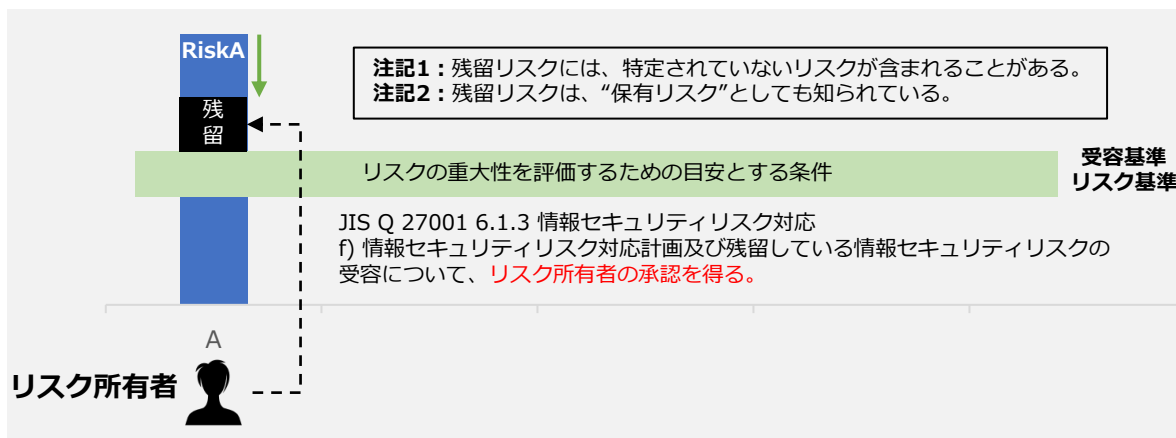 RiskA
注記1：残留リスクには、特定されていないリスクが含まれることがある。
注記2：残留リスクは、“保有リスク”としても知られている。
残
留
リスクの重大性を評価するための目安とする条件
受容基準
リスク基準
JIS Q 27001 6.1.3 情報セキュリティリスク対応
f) 情報セキュリティリスク対応計画及び残留している情報セキュリティリスクの
受容について、リスク所有者の承認を得る。
A
リスク所有者